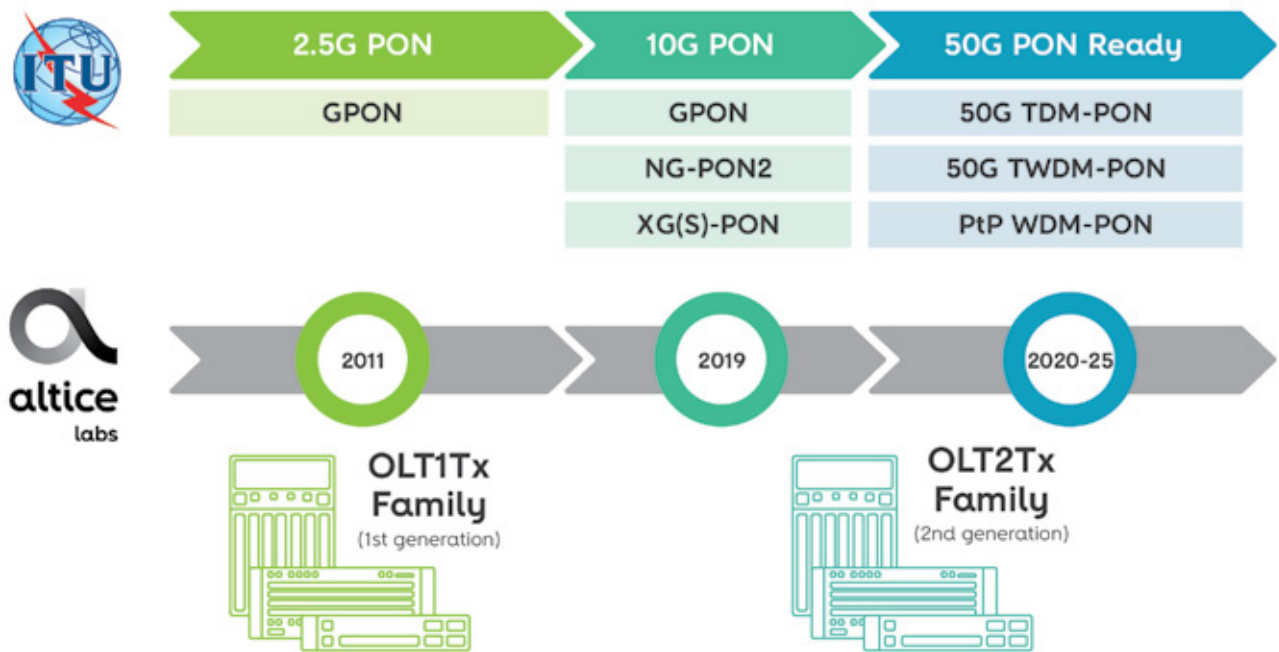 ITU
2.5G PON
10G PON
50G PON Ready
GPON
GPON
50G TDM-PON
NG-PON2
50G TWDM-PON
XG(S)-PON
PtP WDM-PON
altice
labs
2011
2019
2020-25
OLT1Tx
Family
(1st generation)
OLT2Tx
Family
(2nd generation)